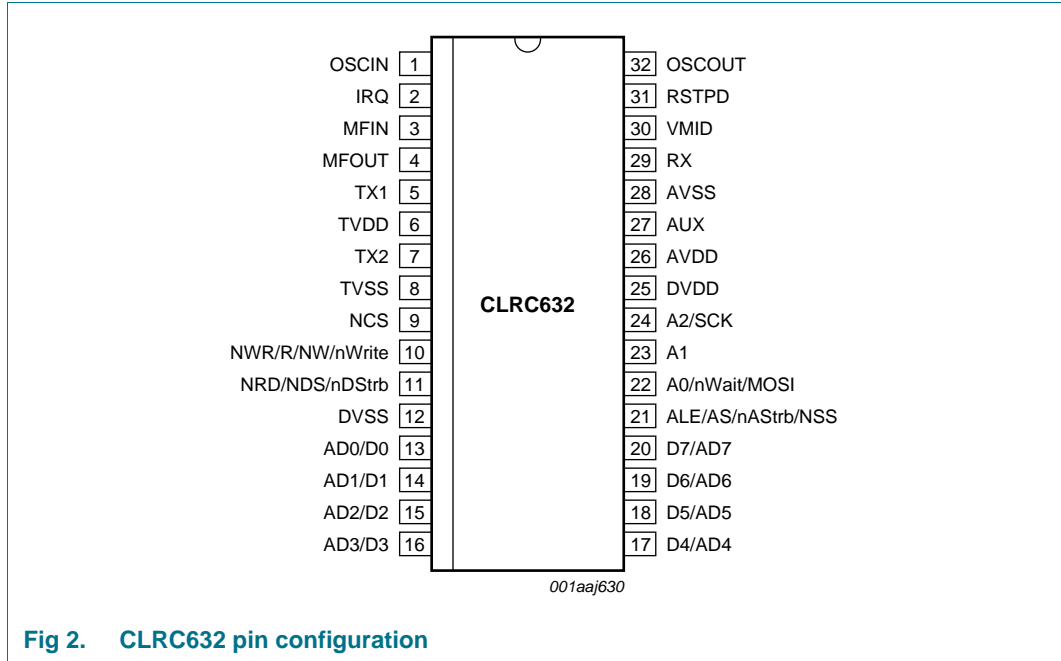 OSCIN 1 32 OSCOUT
IRQ 2 31 RSTPD
MFIN 3 30 VMID
MFOUT 4 29 RX
TX1 5 28 AVSS
TVDD 6 27 AUX
TX2 7 26 AVDD
TVSS 8 25 DVDD
CLRC632
NCS 9 24 A2/SCK
NWR/R/NW/nWrite 10 23 A1
NRD/NDS/nDStrb 11 22 A0/nWait/MOSI
DVSS 12 21 ALE/AS/nAStrb/NSS
AD0/D0 13 20 D7/AD7
AD1/D1 14 19 D6/AD6
AD2/D2 15 18 D5/AD5
AD3/D3 16 17 D4/AD4
001aaj630
Fig 2. CLRC632 pin configuration